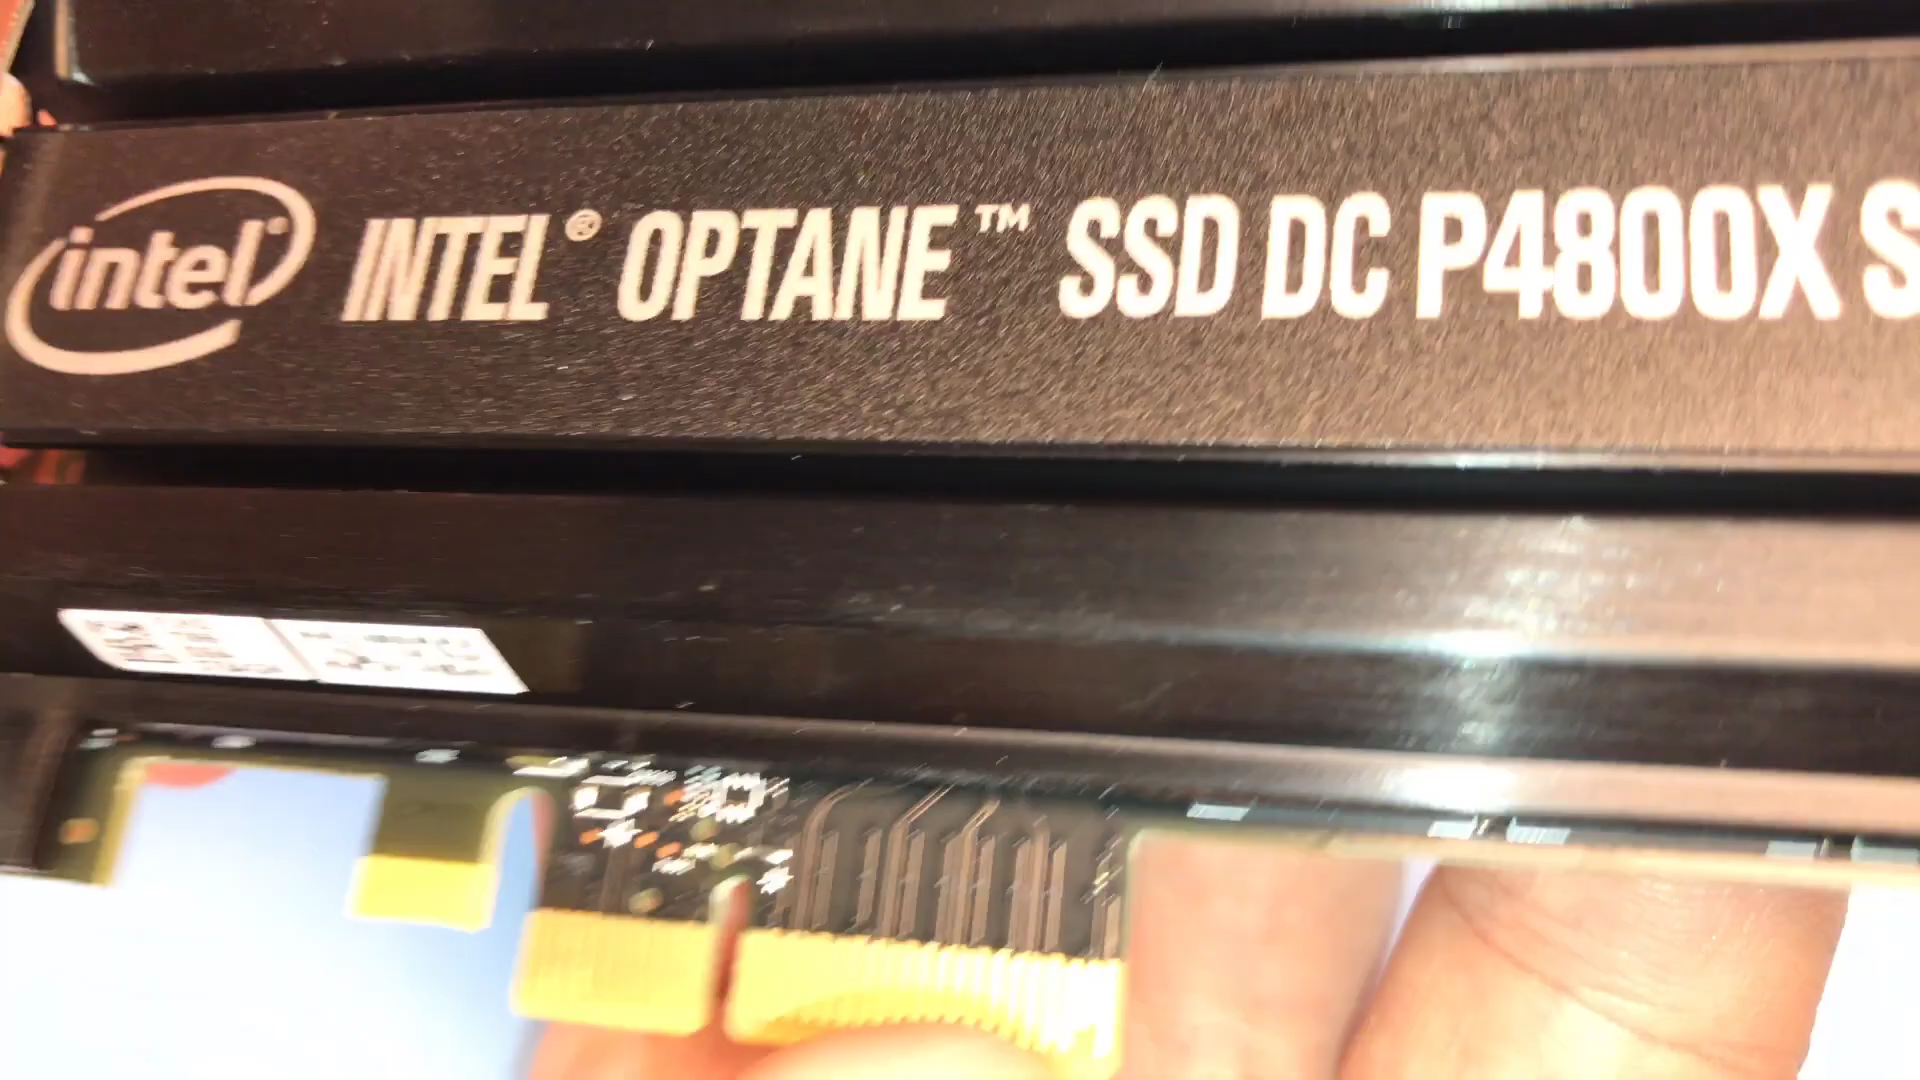 intel
INTEL® OPTANE™ SSD DC P4800X S